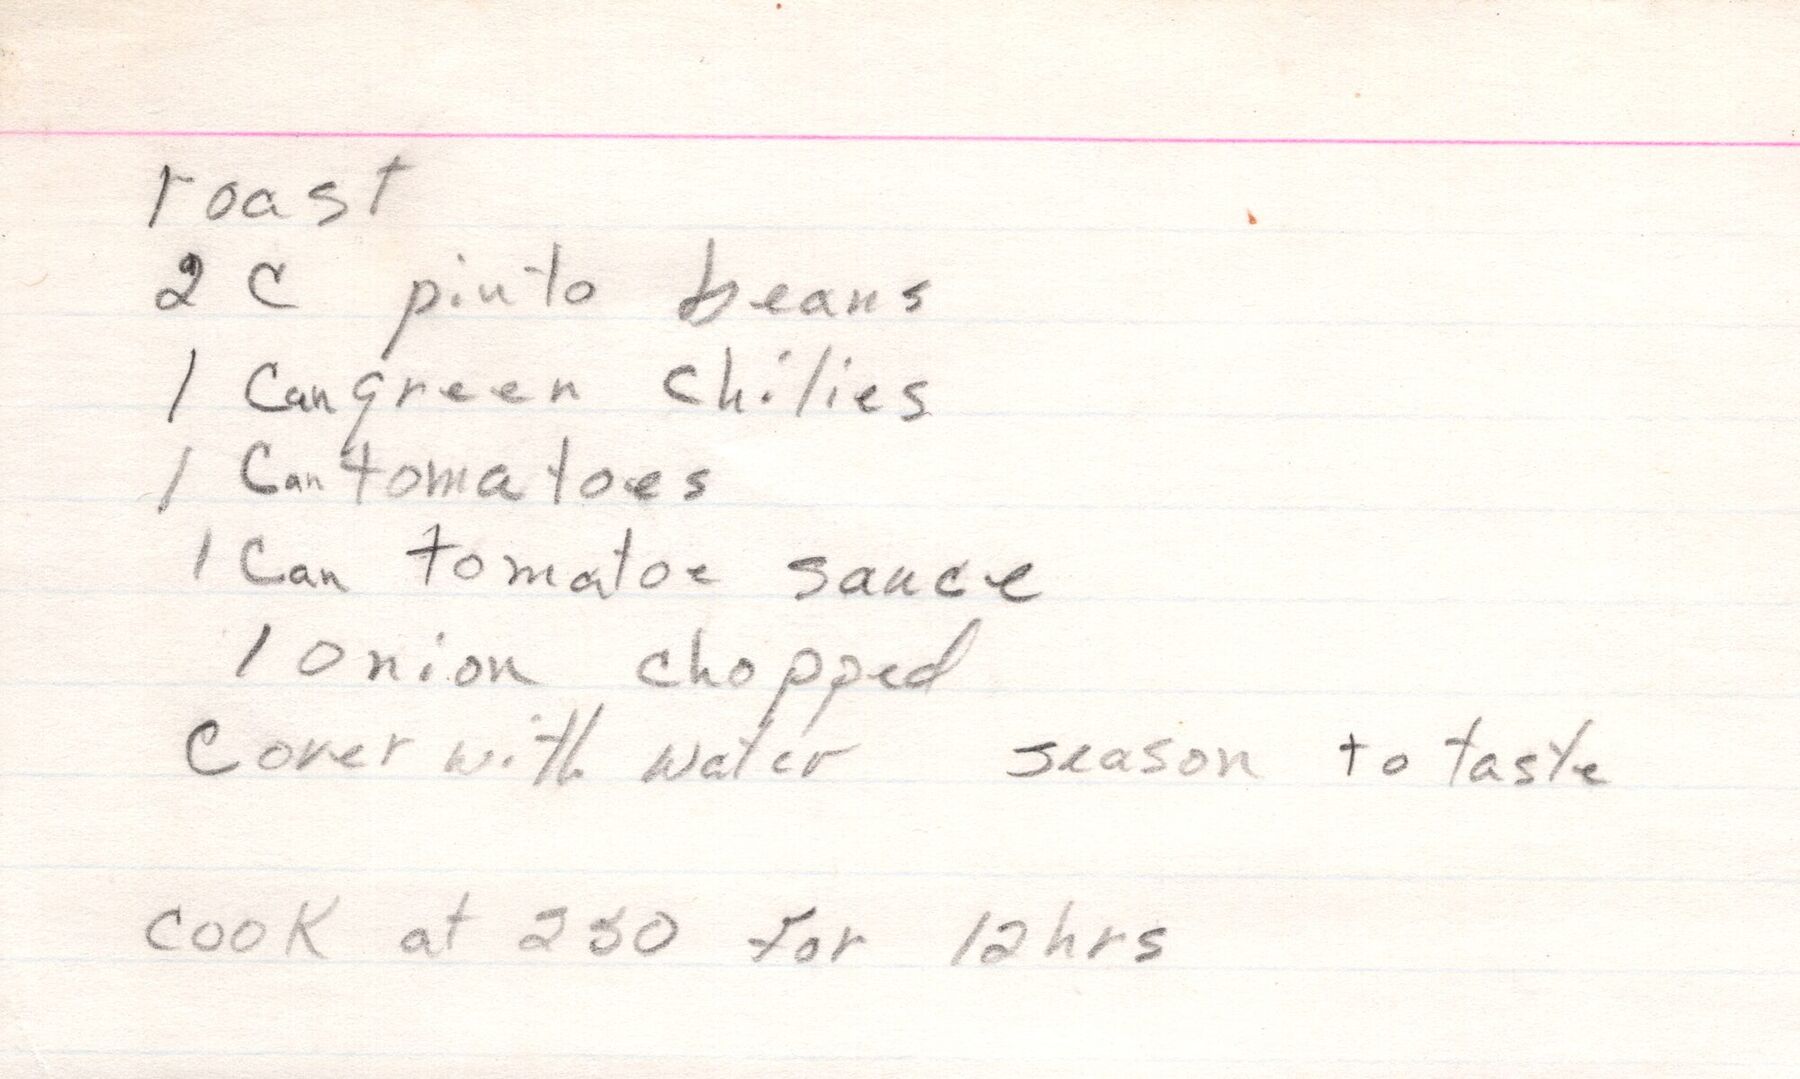 roast
2 C pinto beans
1 Can green chilies
1 Can tomatoes
1 Can tomatoe sauce
1 onion chopped
Cover with water season to taste
cook at 250 for 12 hrs